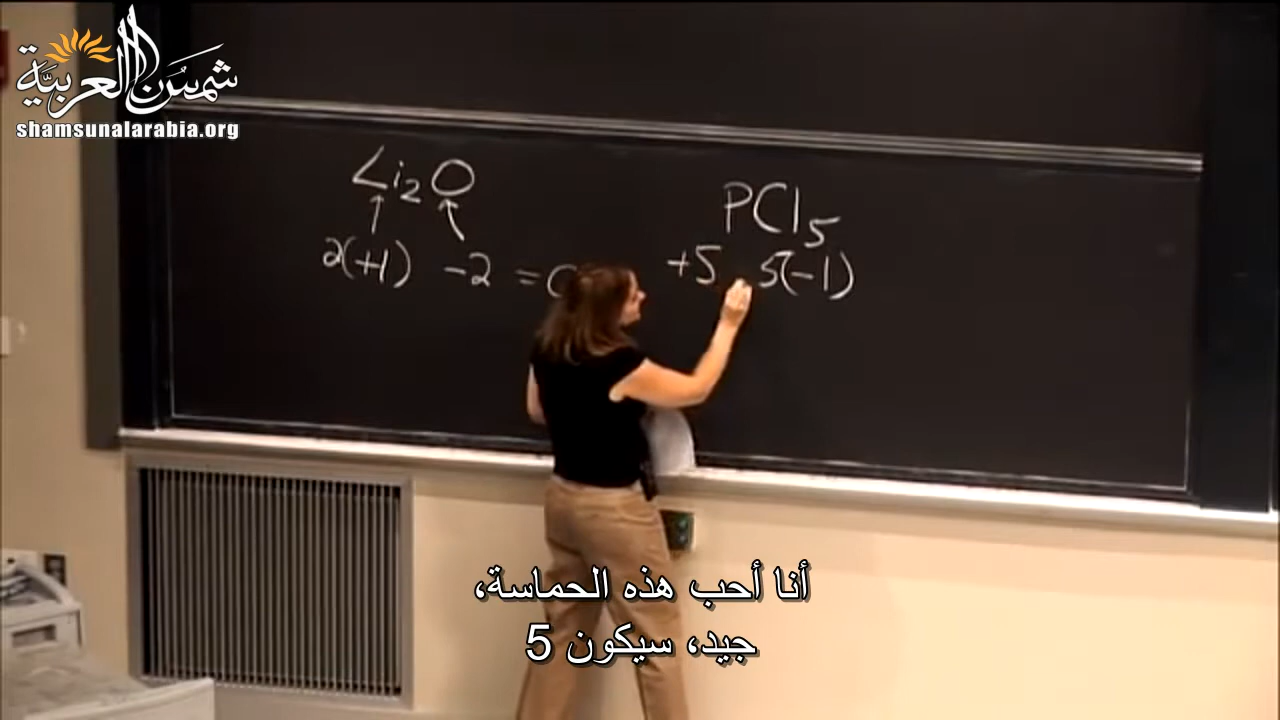 شمس العربية
shamsunalarabia.org
Li₂O
PCl₅
2(+1) -2 =
+5 5(-1)
أنا أحب هذه الحماسة،
جيد، سيكون 5